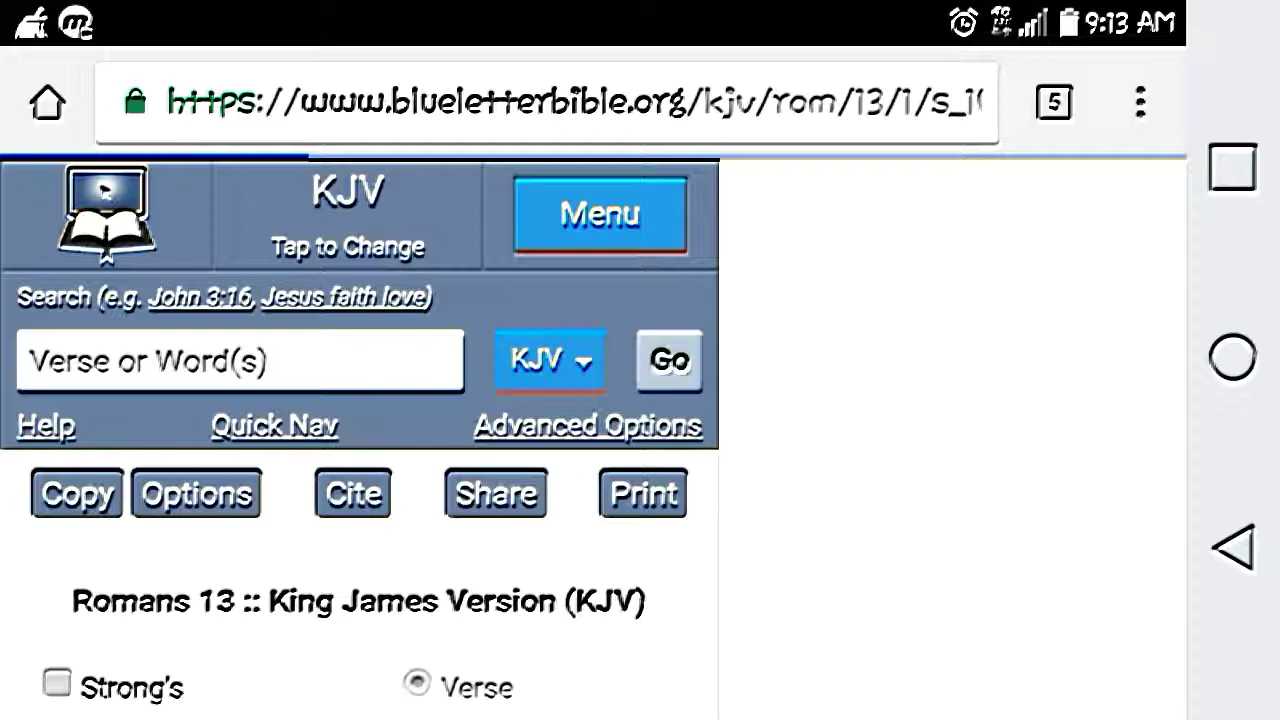 9:13 AM
https://www.blueletterbible.org/kjv/rom/13/1/s_1
5
KJV
Tap to Change
Menu
Search (e.g. John 3:16, Jesus faith love)
Verse or Word(s)
KJV
Go
Help Quick Nav Advanced Options
Copy Options Cite Share Print
Romans 13 :: King James Version (KJV)
Strong's Verse